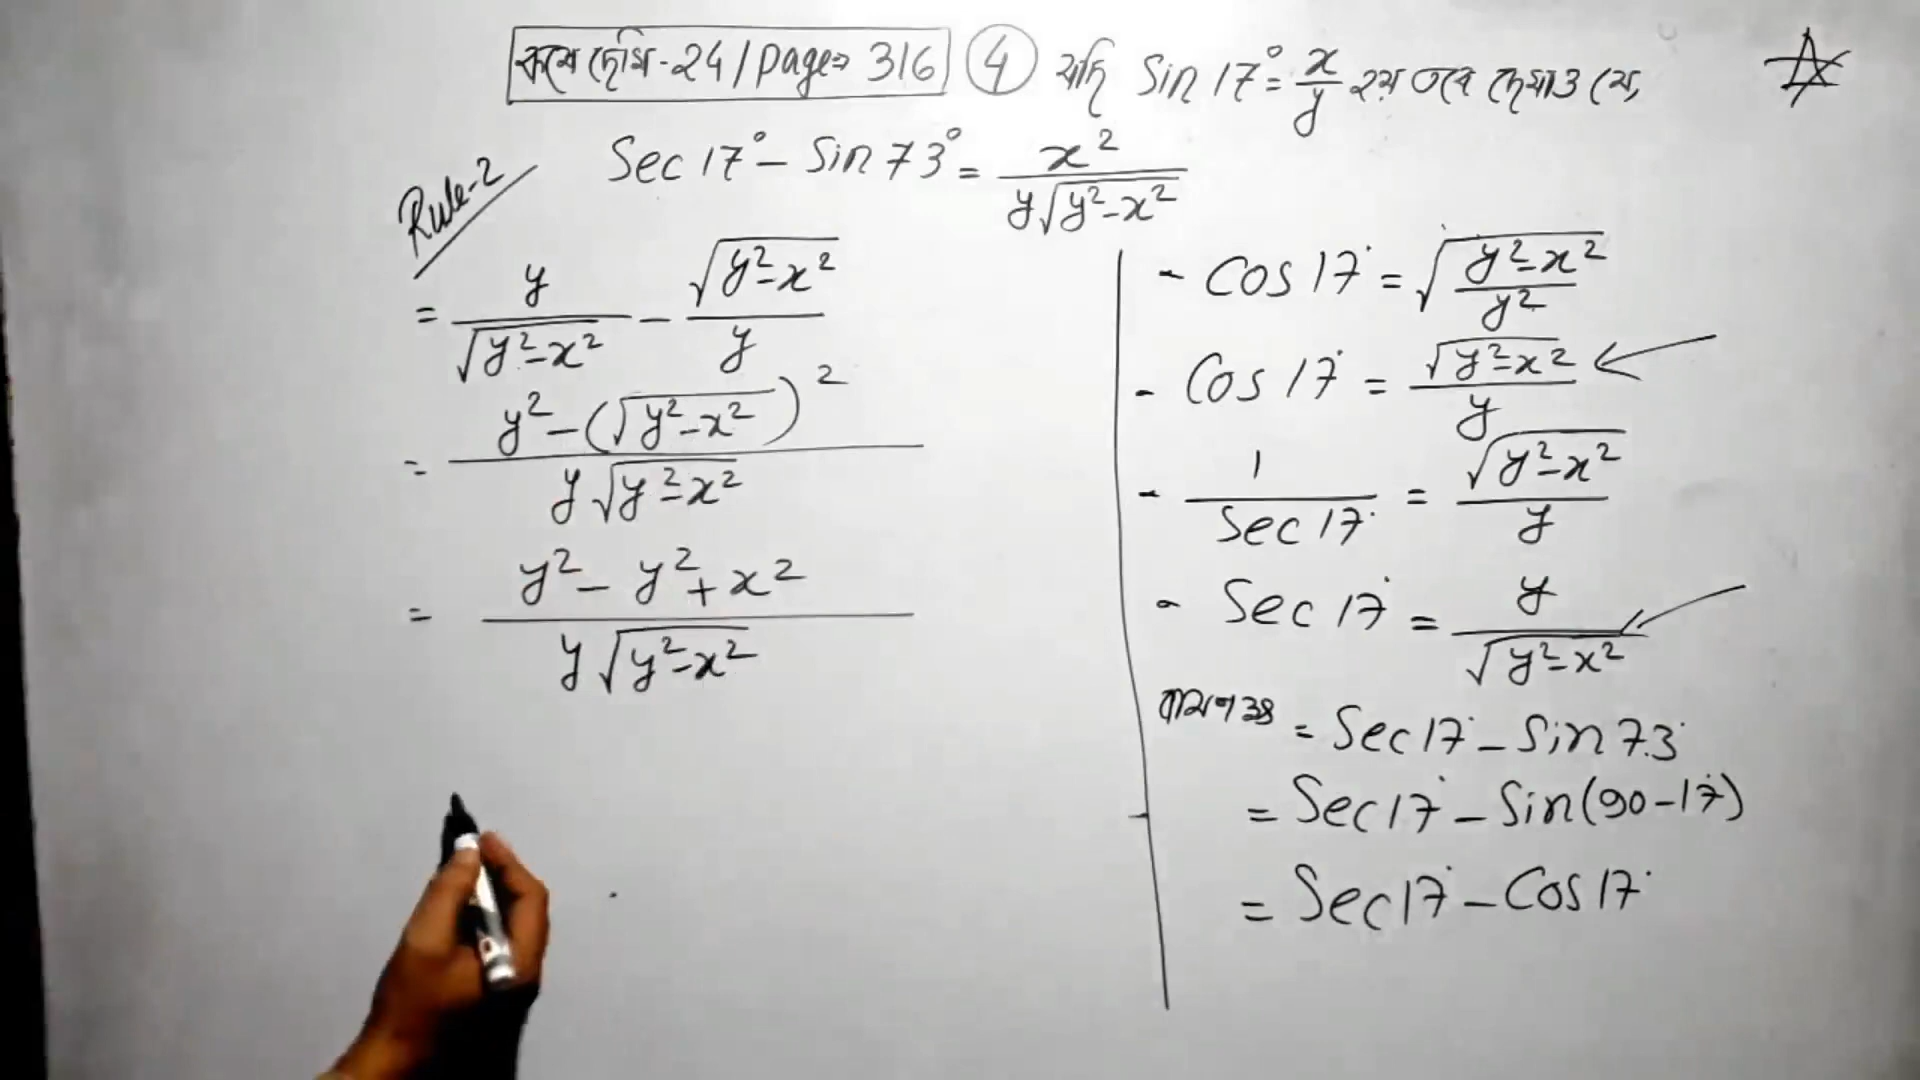 কষে দেখি-24/Page⇒ 316 ④ যদি Sin 17° = x/y হয় তবে দেখাও যে,
Sec 17° - Sin 73° = x²/y√(y²-x²)
Rule-2
= y/√(y²-x²) - √(y²-x²)/y
= y²-(√(y²-x²))²/y√(y²-x²)
= y²-y²+x²/y√(y²-x²)
- Cos 17° = √(y²-x²/y²)
- Cos 17° = √(y²-x²)/y
- 1/Sec 17° = √(y²-x²)/y
- Sec 17° = y/√(y²-x²)
বামপক্ষ = Sec 17° - Sin 73°
= Sec 17° - Sin(90-17°)
= Sec 17° - Cos 17°